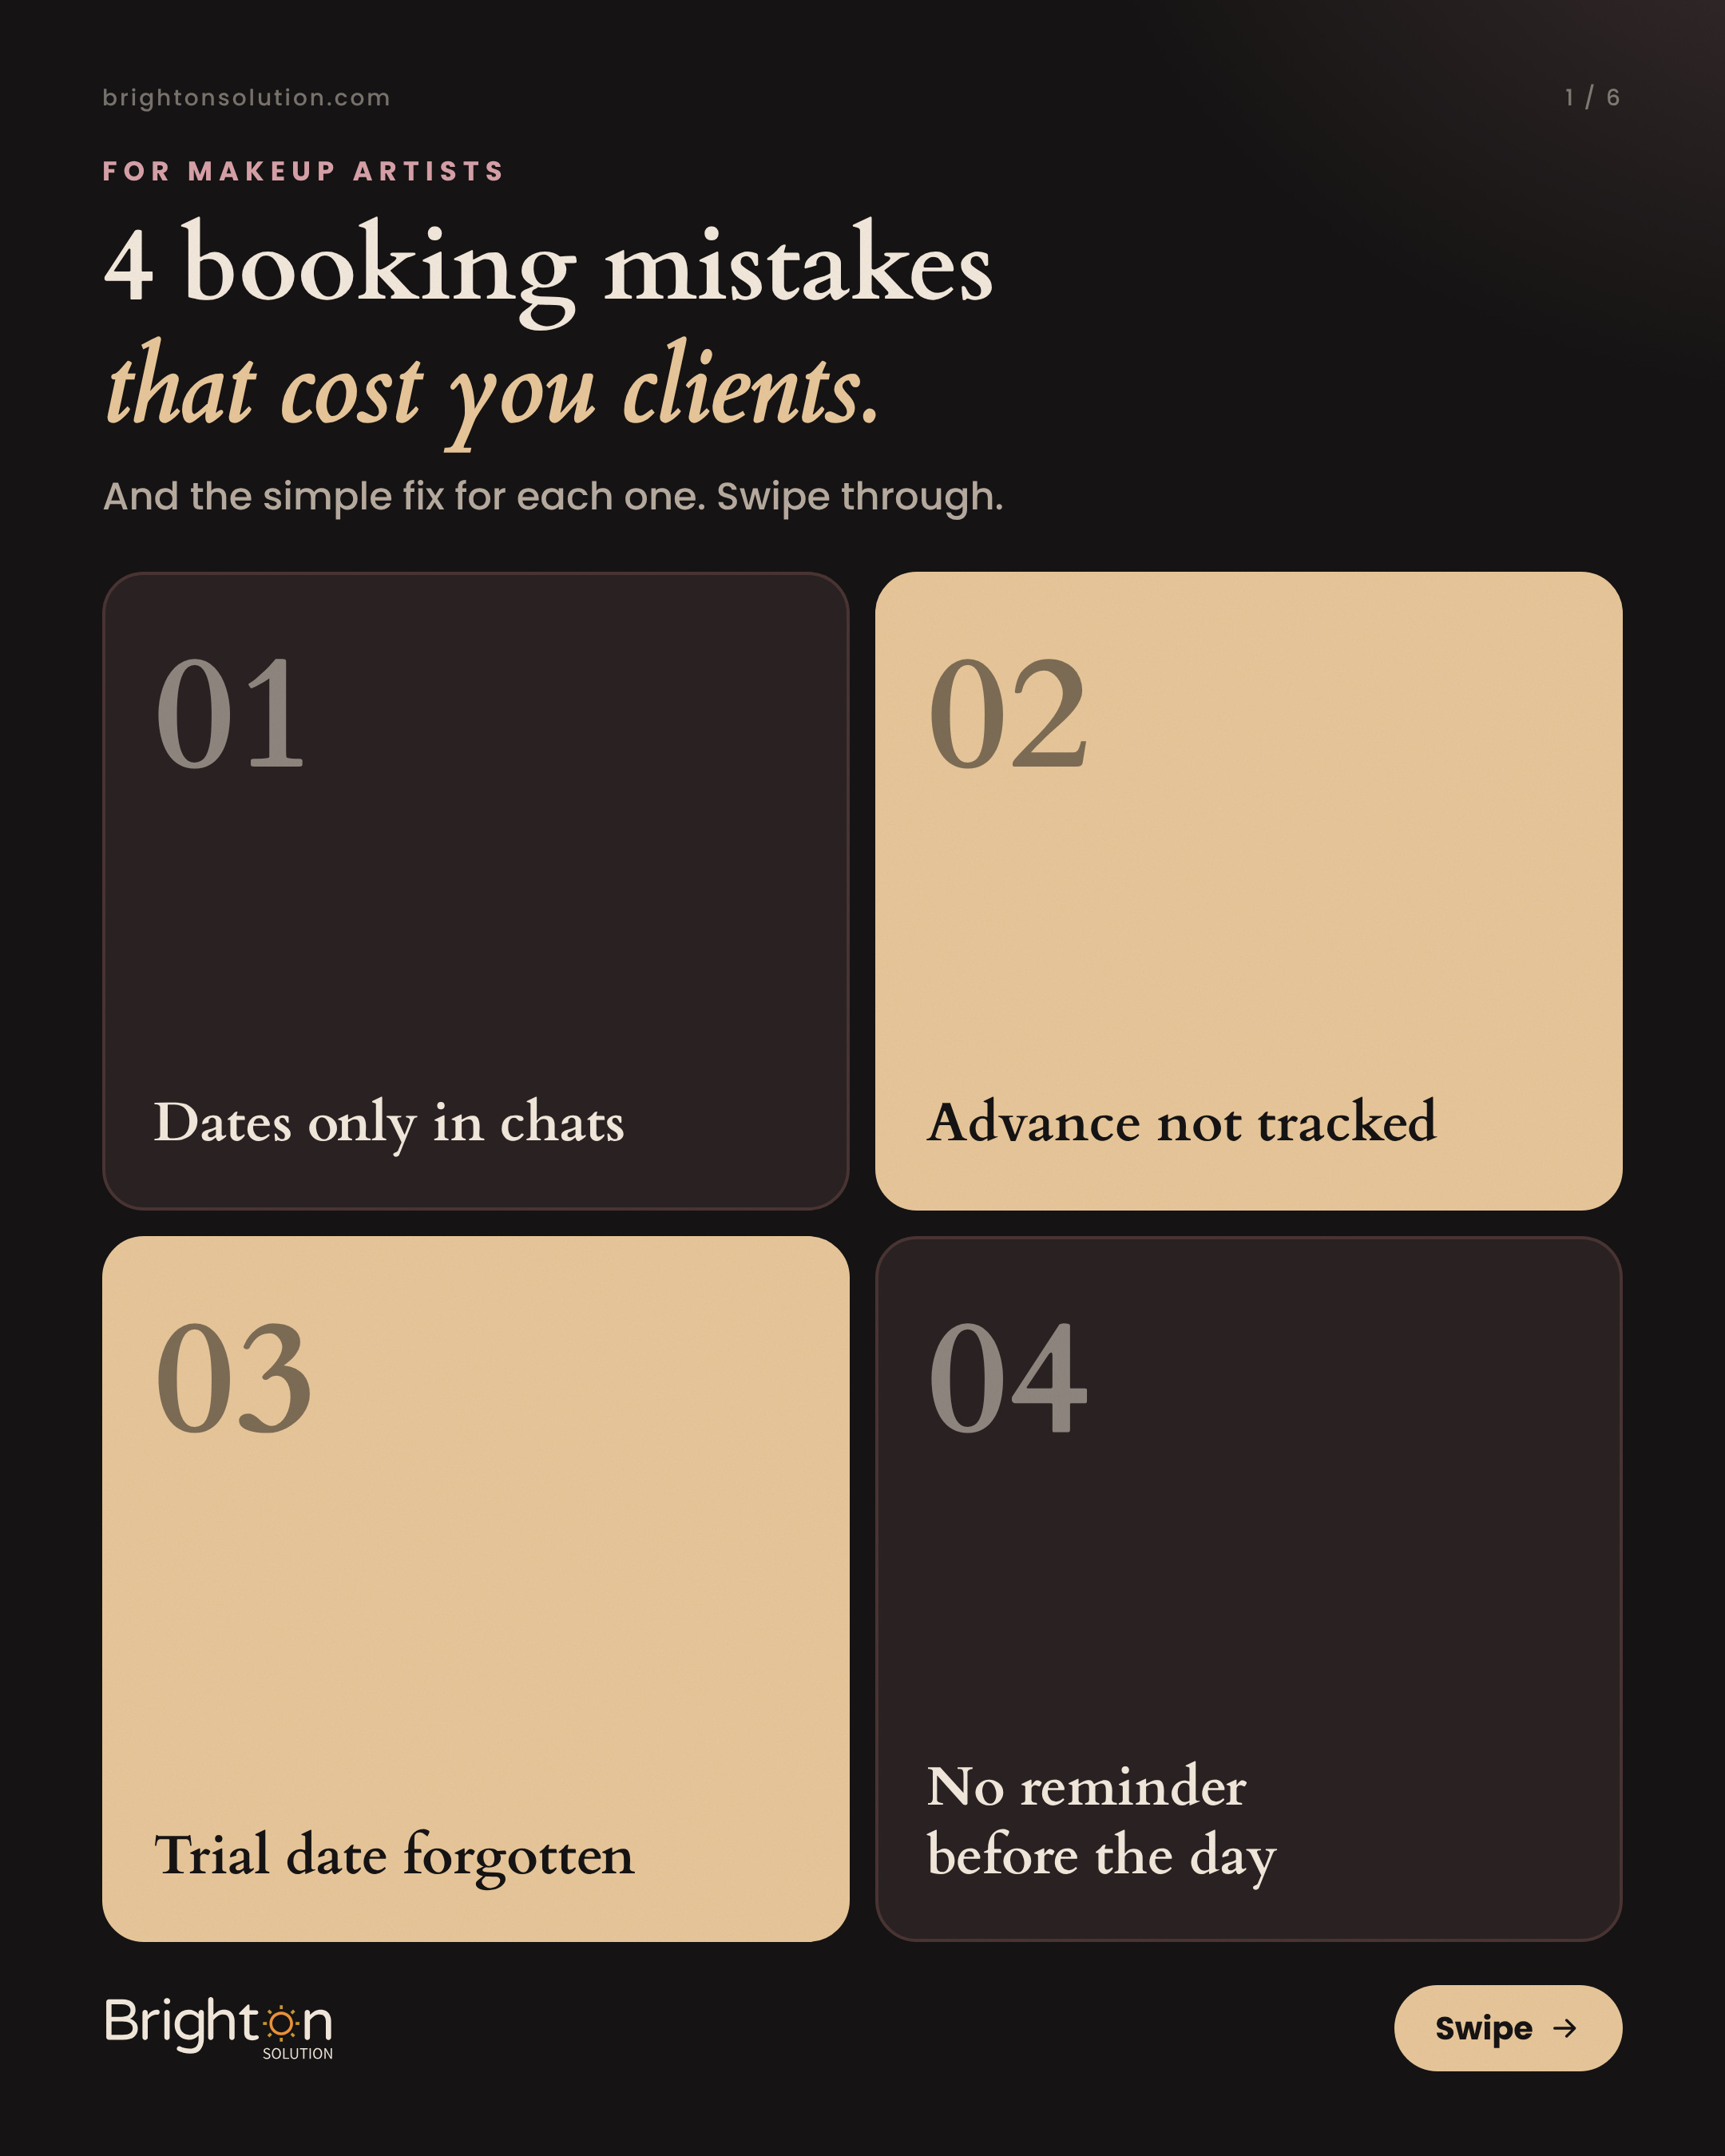 brightonsolution.com
1 / 6
FOR MAKEUP ARTISTS
4 booking mistakes
that cost you clients.
And the simple fix for each one. Swipe through.
01
Dates only in chats
02
Advance not tracked
03
Trial date forgotten
04
No reminder
before the day
Brighton
SOLUTION
Swipe →